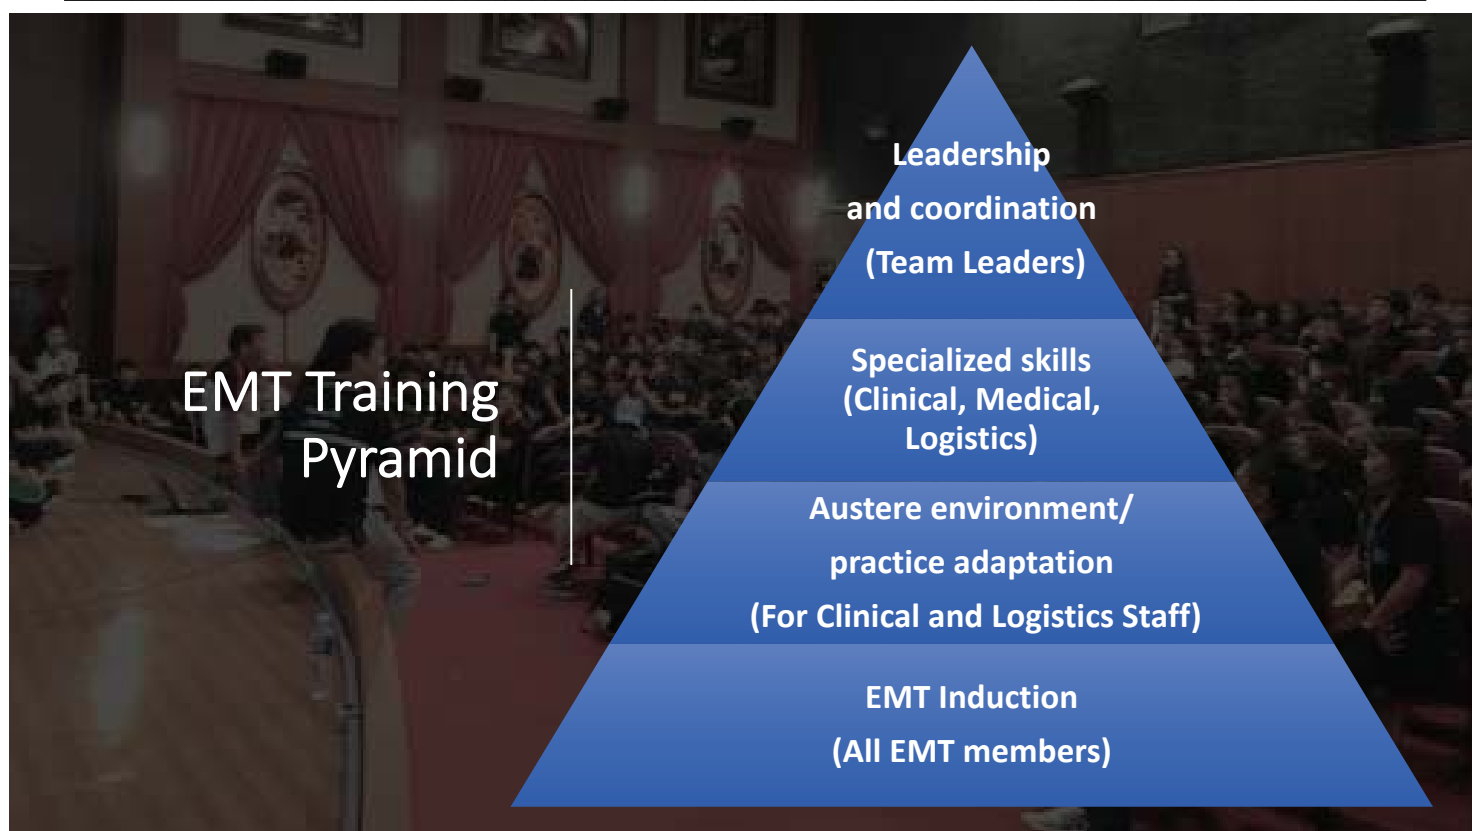 EMT Training
Pyramid
Leadership
and coordination
(Team Leaders)
Specialized skills
(Clinical, Medical,
Logistics)
Austere environment/
practice adaptation
(For Clinical and Logistics Staff)
EMT Induction
(All EMT members)